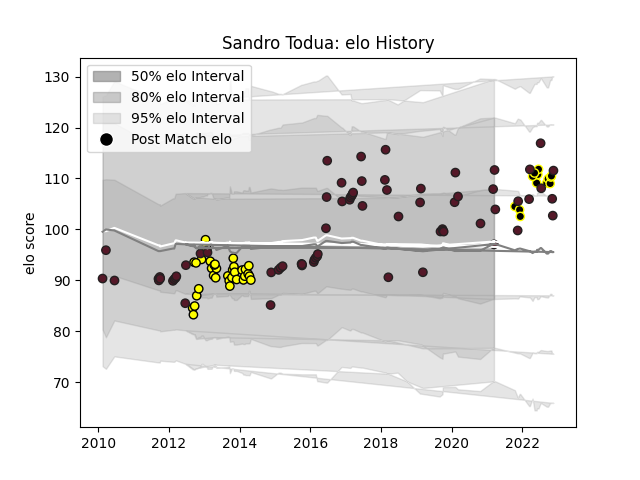 Sandro Todua: elo History
50% elo Interval
80% elo Interval
95% elo Interval
Post Match elo
elo score
130
120
110
100
90
80
70
2010 2012 2014 2016 2018 2020 2022